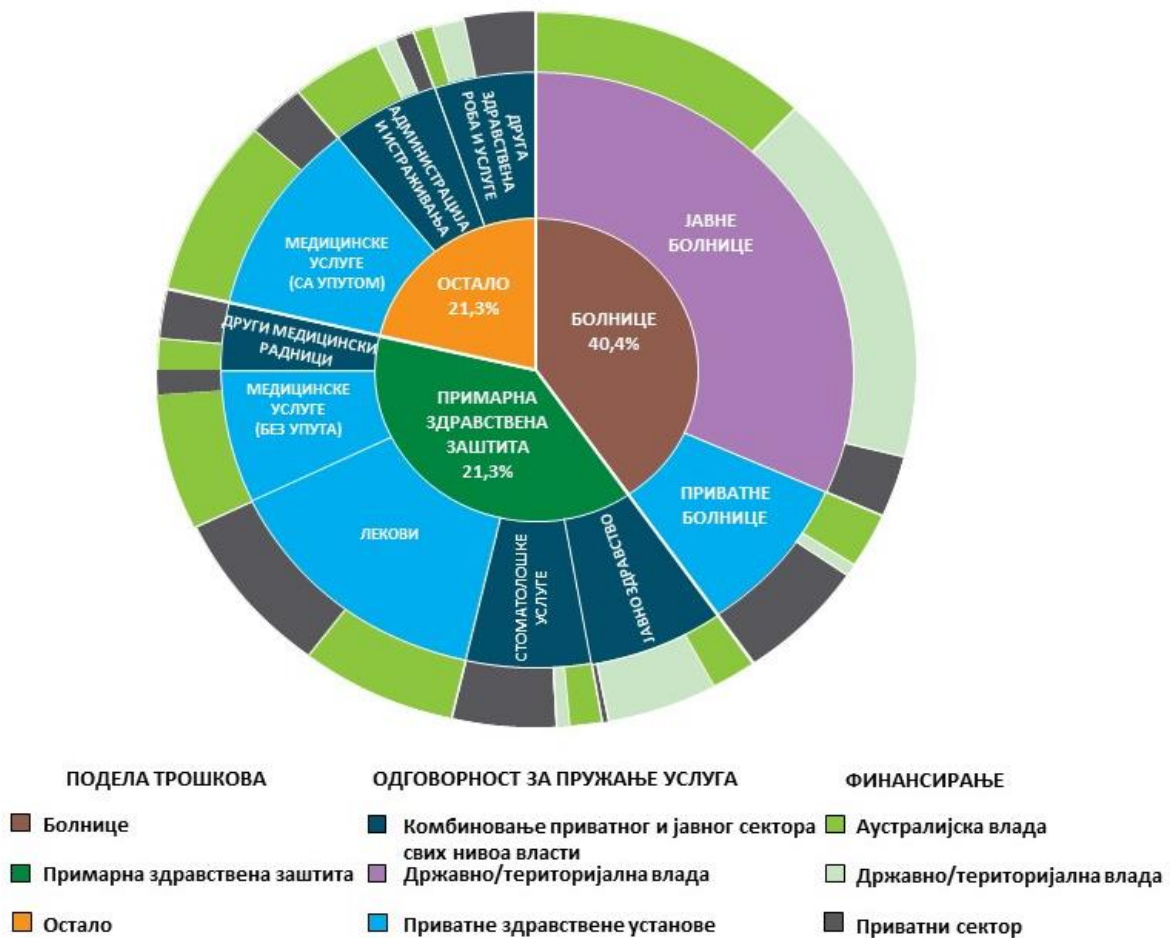 ДРУГА
ЗДРАВСТВЕНА
РОБА И УСЛУГЕ
АДМИНИСТРАЦИЈА
И ИСТРАЖИВАЊА
МЕДИЦИНСКЕ
УСЛУГЕ
(СА УПУТОМ)
ОСТАЛО
21,3%
ЈАВНЕ
БОЛНИЦЕ
БОЛНИЦЕ
40,4%
ДРУГИ МЕДИЦИНСКИ
РАДНИЦИ
МЕДИЦИНСКЕ
УСЛУГЕ
(БЕЗ УПУТА)
ПРИМАРНА
ЗДРАВСТВЕНА
ЗАШТИТА
21,3%
ПРИВАТНЕ
БОЛНИЦЕ
ЛЕКОВИ
СТОМАТОЛОШКЕ
УСЛУГЕ
ЈАВНО ЗДРАВСТВО
ПОДЕЛА ТРОШКОВА
Болнице
Примарна здравствена заштита
Остало
ОДГОВОРНОСТ ЗА ПРУЖАЊЕ УСЛУГА
Комбиновање приватног и јавног сектора
свих нивоа власти
Државно/територијална влада
Приватне здравствене установе
ФИНАНСИРАЊЕ
Аустралијска влада
Државно/територијална влада
Приватни сектор